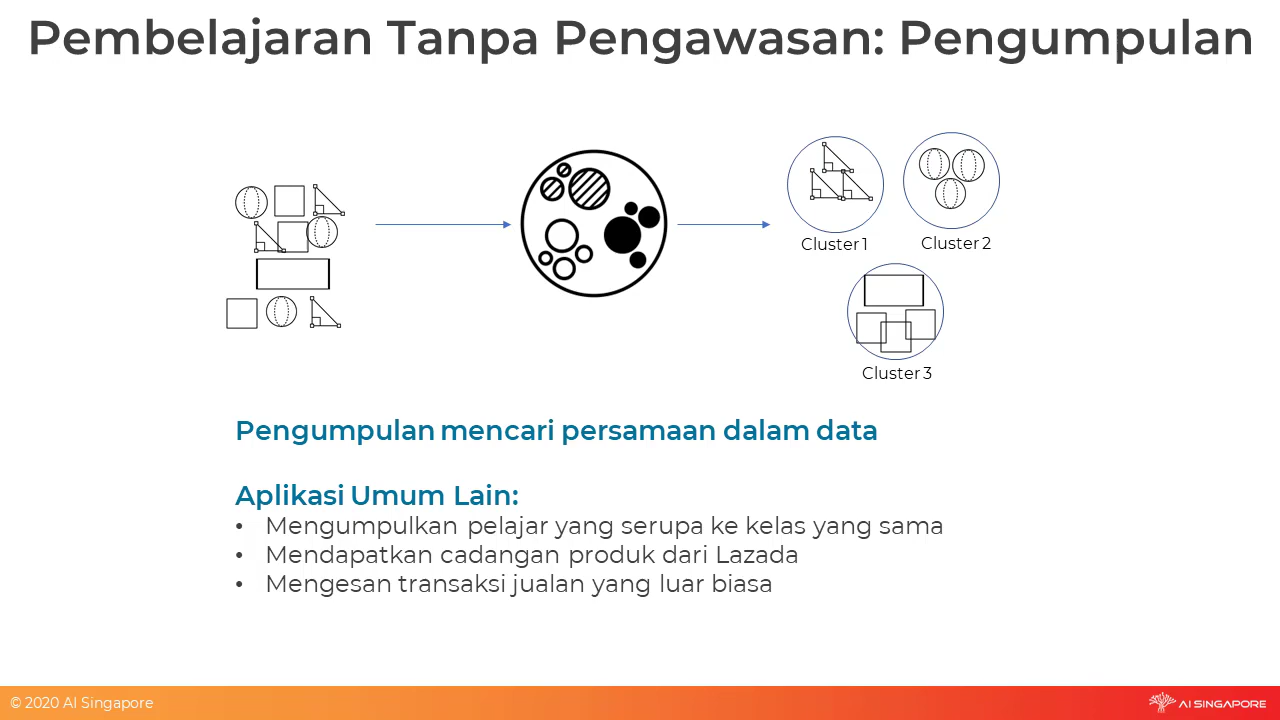 Pembelajaran Tanpa Pengawasan: Pengumpulan
Cluster 1
Cluster 2
Cluster 3
Pengumpulan mencari persamaan dalam data
Aplikasi Umum Lain:
• Mengumpulkan pelajar yang serupa ke kelas yang sama
• Mendapatkan cadangan produk dari Lazada
• Mengesan transaksi jualan yang luar biasa
© 2020 AI Singapore
AI SINGAPORE